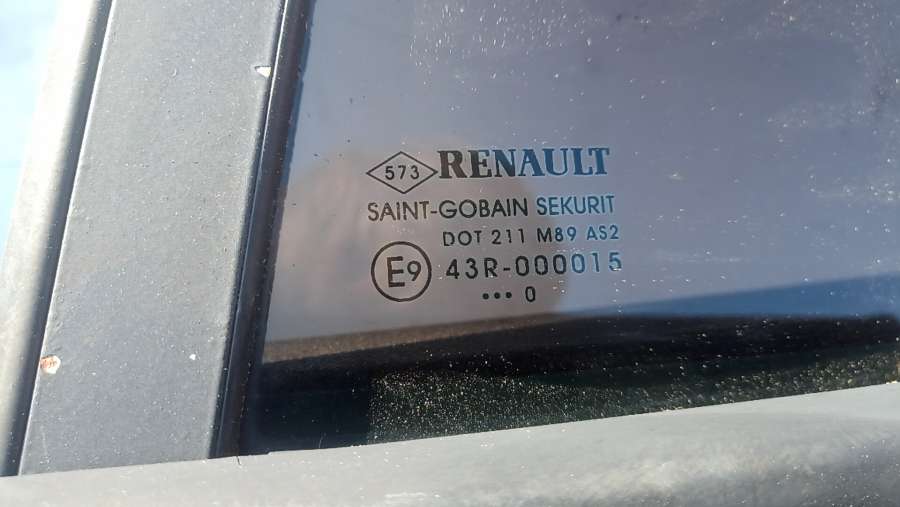 573 RENAULT
SAINT-GOBAIN SEKURIT
DOT 211 M89 AS2
E9 43R-000015
••• 0